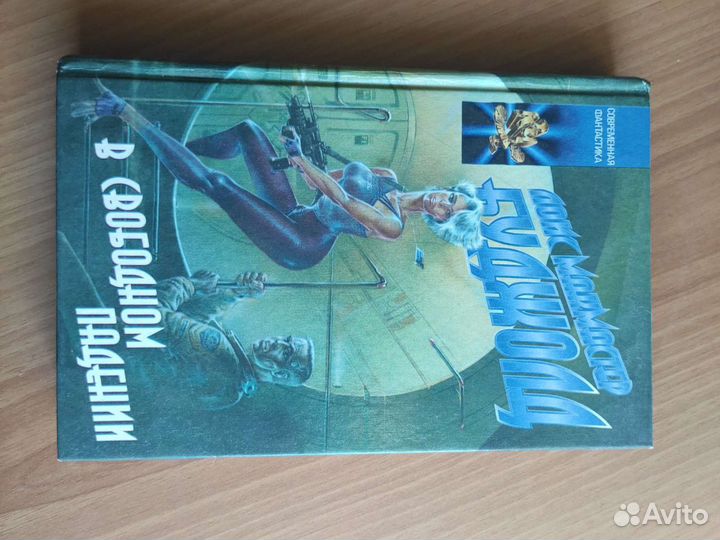 СОВРЕМЕННАЯ
ФАНТАСТИКА
ЛОИС МАКМАСТЕР
БУДЖОЛД
В СВОБОДНОМ
ПАДЕНИИ
Avito